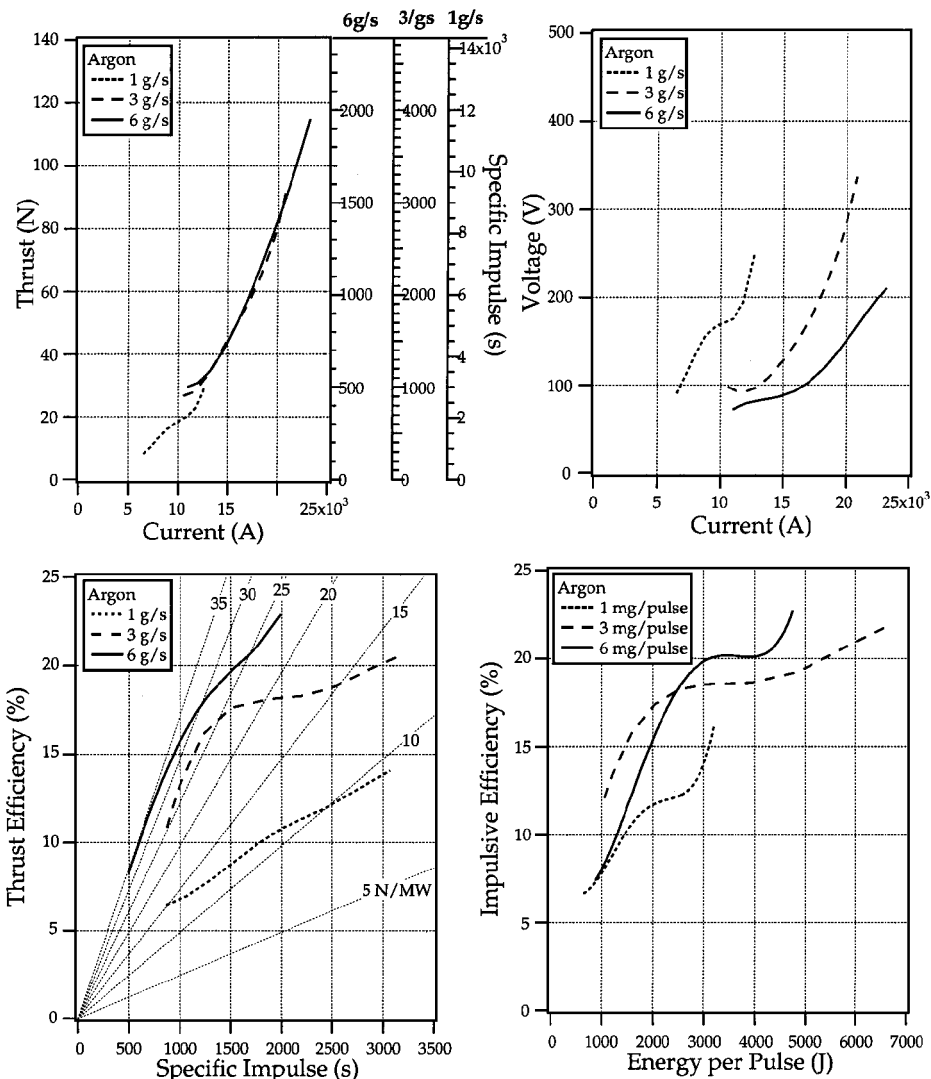 6g/s 3/gs 1g/s
140
120
100
80
60
40
20
0
Thrust (N)
Argon
1 g/s
3 g/s
6 g/s
2000
1500
1000
500
0
4000
3000
2000
1000
0
14x10³
12
10
8
6
4
2
0
Specific Impulse (s)
0 5 10 15 20 25x10³
Current (A)
500
400
300
200
100
0
Voltage (V)
Argon
1 g/s
3 g/s
6 g/s
0 5 10 15 20 25x10³
Current (A)
25
20
15
10
5
0
Thrust Efficiency (%)
Argon
1 g/s
3 g/s
6 g/s
35
30
25
20
15
10
5 N/MW
0 500 1000 1500 2000 2500 3000 3500
Specific Impulse (s)
25
20
15
10
5
0
Impulsive Efficiency (%)
Argon
1 mg/pulse
3 mg/pulse
6 mg/pulse
0 1000 2000 3000 4000 5000 6000 7000
Energy per Pulse (J)